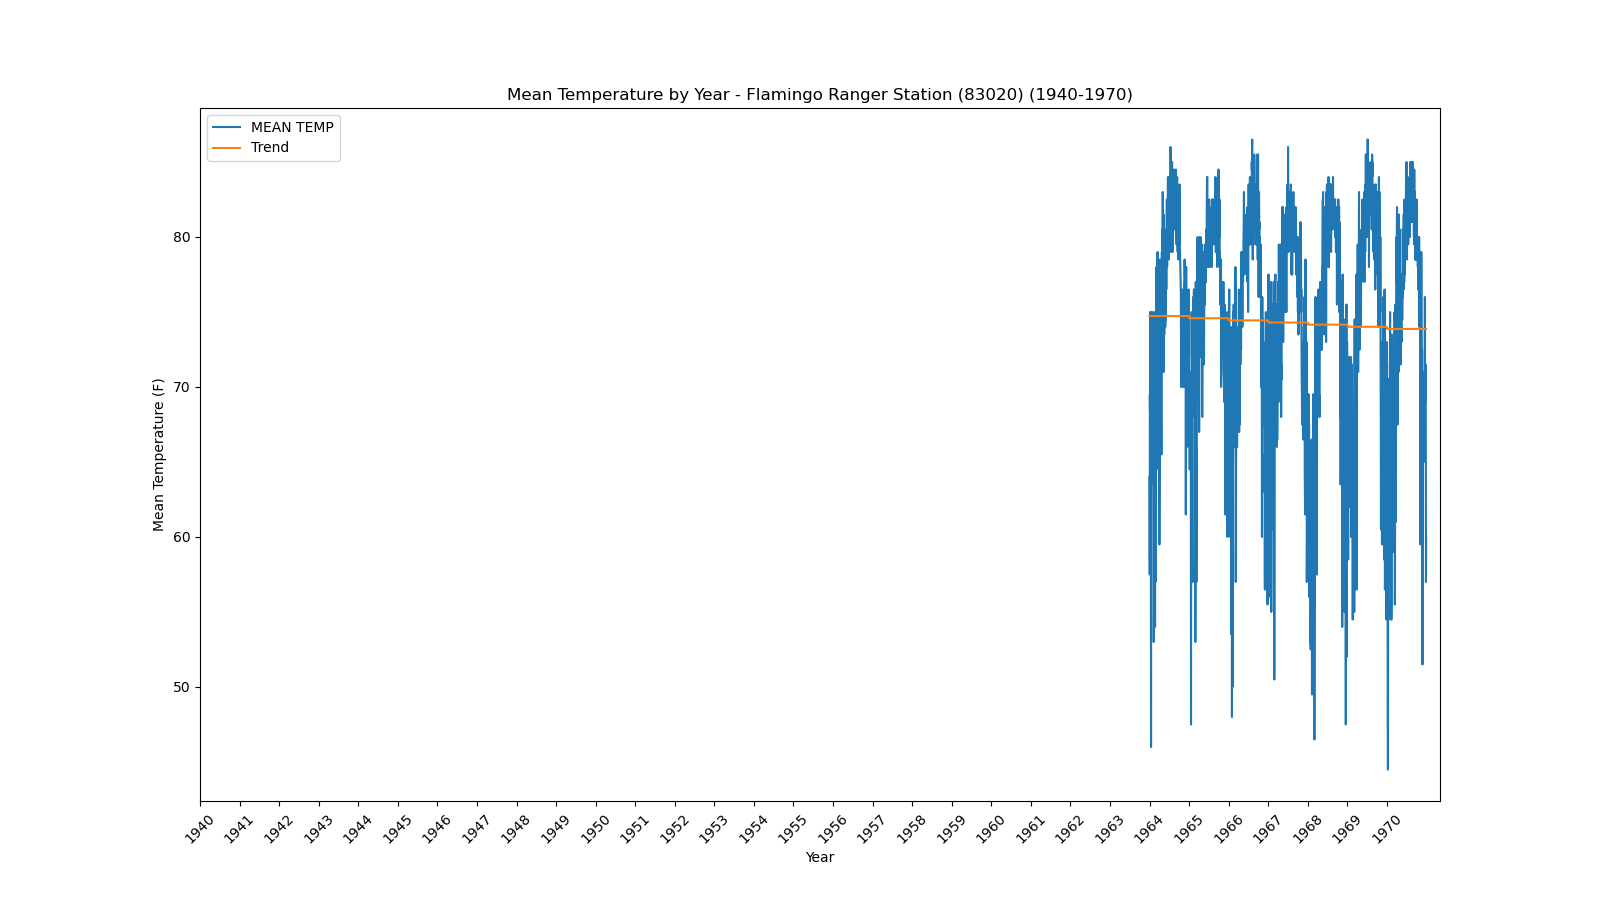 Mean Temperature by Year - Flamingo Ranger Station (83020) (1940-1970)
MEAN TEMP
Trend
80
70
60
50
Mean Temperature (F)
1940 1941 1942 1943 1944 1945 1946 1947 1948 1949 1950 1951 1952 1953 1954 1955 1956 1957 1958 1959 1960 1961 1962 1963 1964 1965 1966 1967 1968 1969 1970
Year